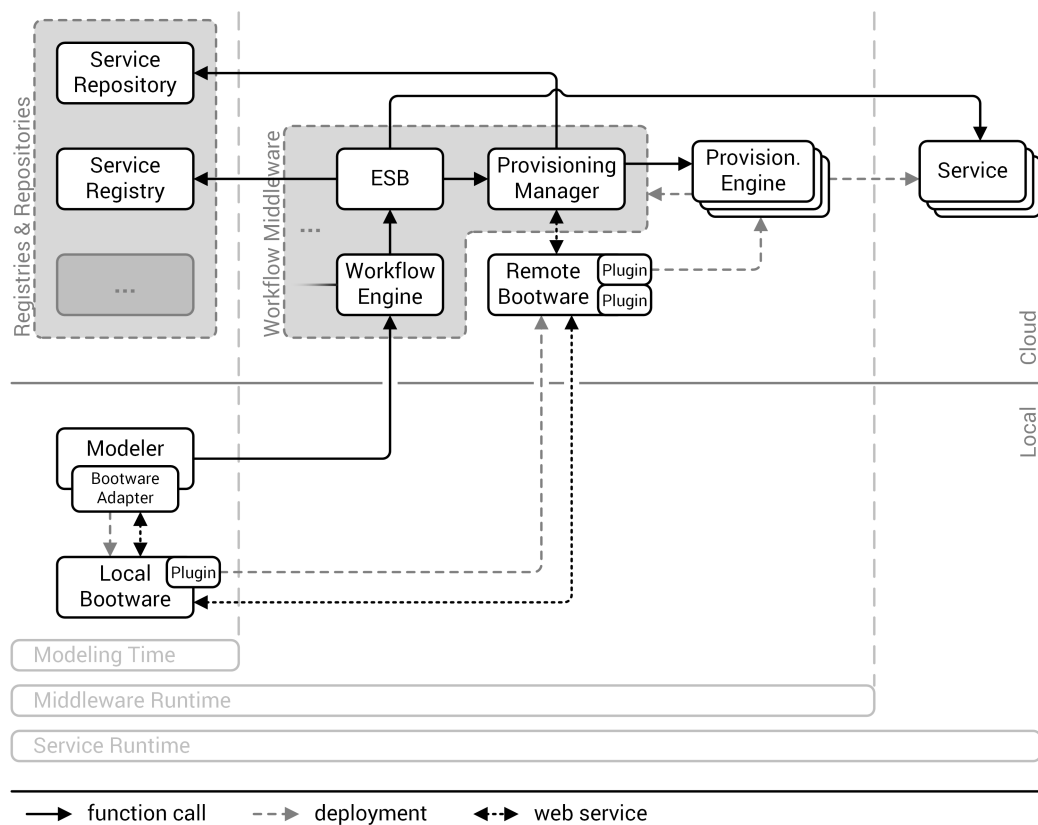 Registries & Repositories
Service
Repository
Service
Registry
...
Workflow Middleware
ESB
Provisioning
Manager
Provision.
Engine
Service
...
Workflow
Engine
Remote
Bootware
Plugin
Plugin
Cloud
Local
Modeler
Bootware
Adapter
Local
Bootware
Plugin
Modeling Time
Middleware Runtime
Service Runtime
function call
deployment
web service